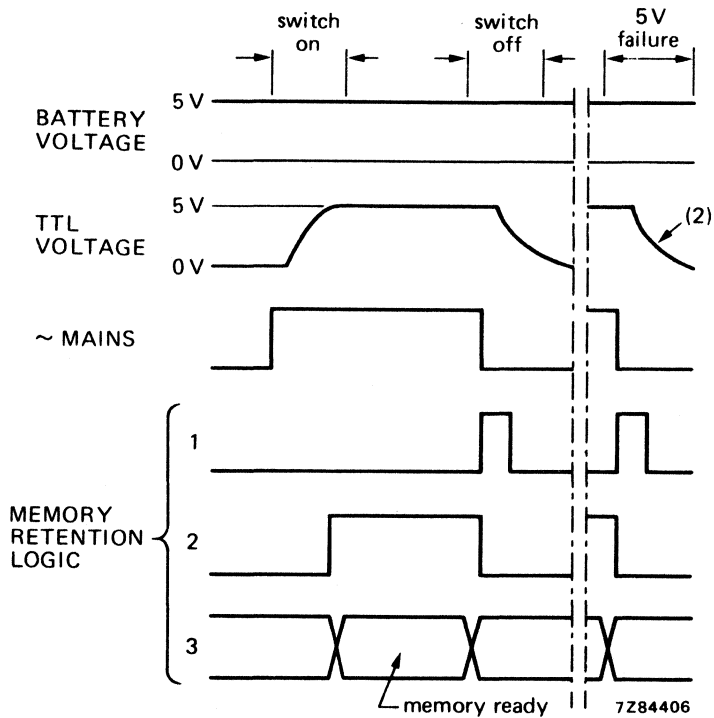 switch
on
switch
off
5 V
failure
BATTERY
VOLTAGE
5 V
0 V
TTL
VOLTAGE
5 V
0 V
(2)
~ MAINS
MEMORY
RETENTION
LOGIC
1
2
3
memory ready
7Z84406